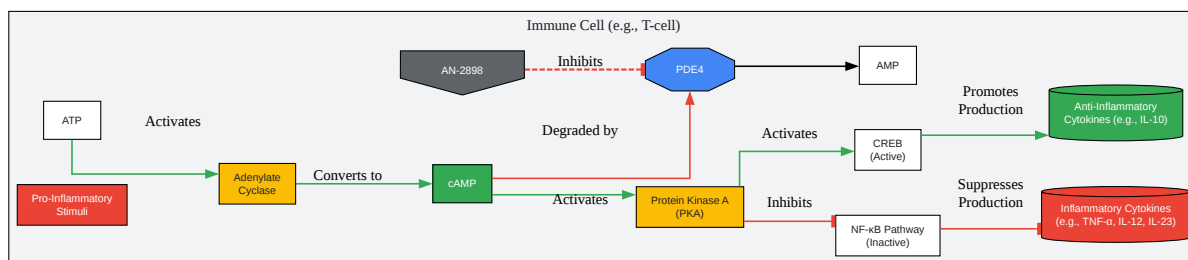 Immune Cell (e.g., T-cell)
AN-2898
Inhibits
PDE4
AMP
ATP
Activates
Degraded by
Promotes
Production
Anti-Inflammatory
Cytokines (e.g., IL-10)
Activates
CREB
(Active)
Adenylate
Cyclase
Converts to
cAMP
Activates
Protein Kinase A
(PKA)
Pro-Inflammatory
Stimuli
Inhibits
NF-κB Pathway
(Inactive)
Suppresses
Production
Inflammatory Cytokines
(e.g., TNF-α, IL-12, IL-23)